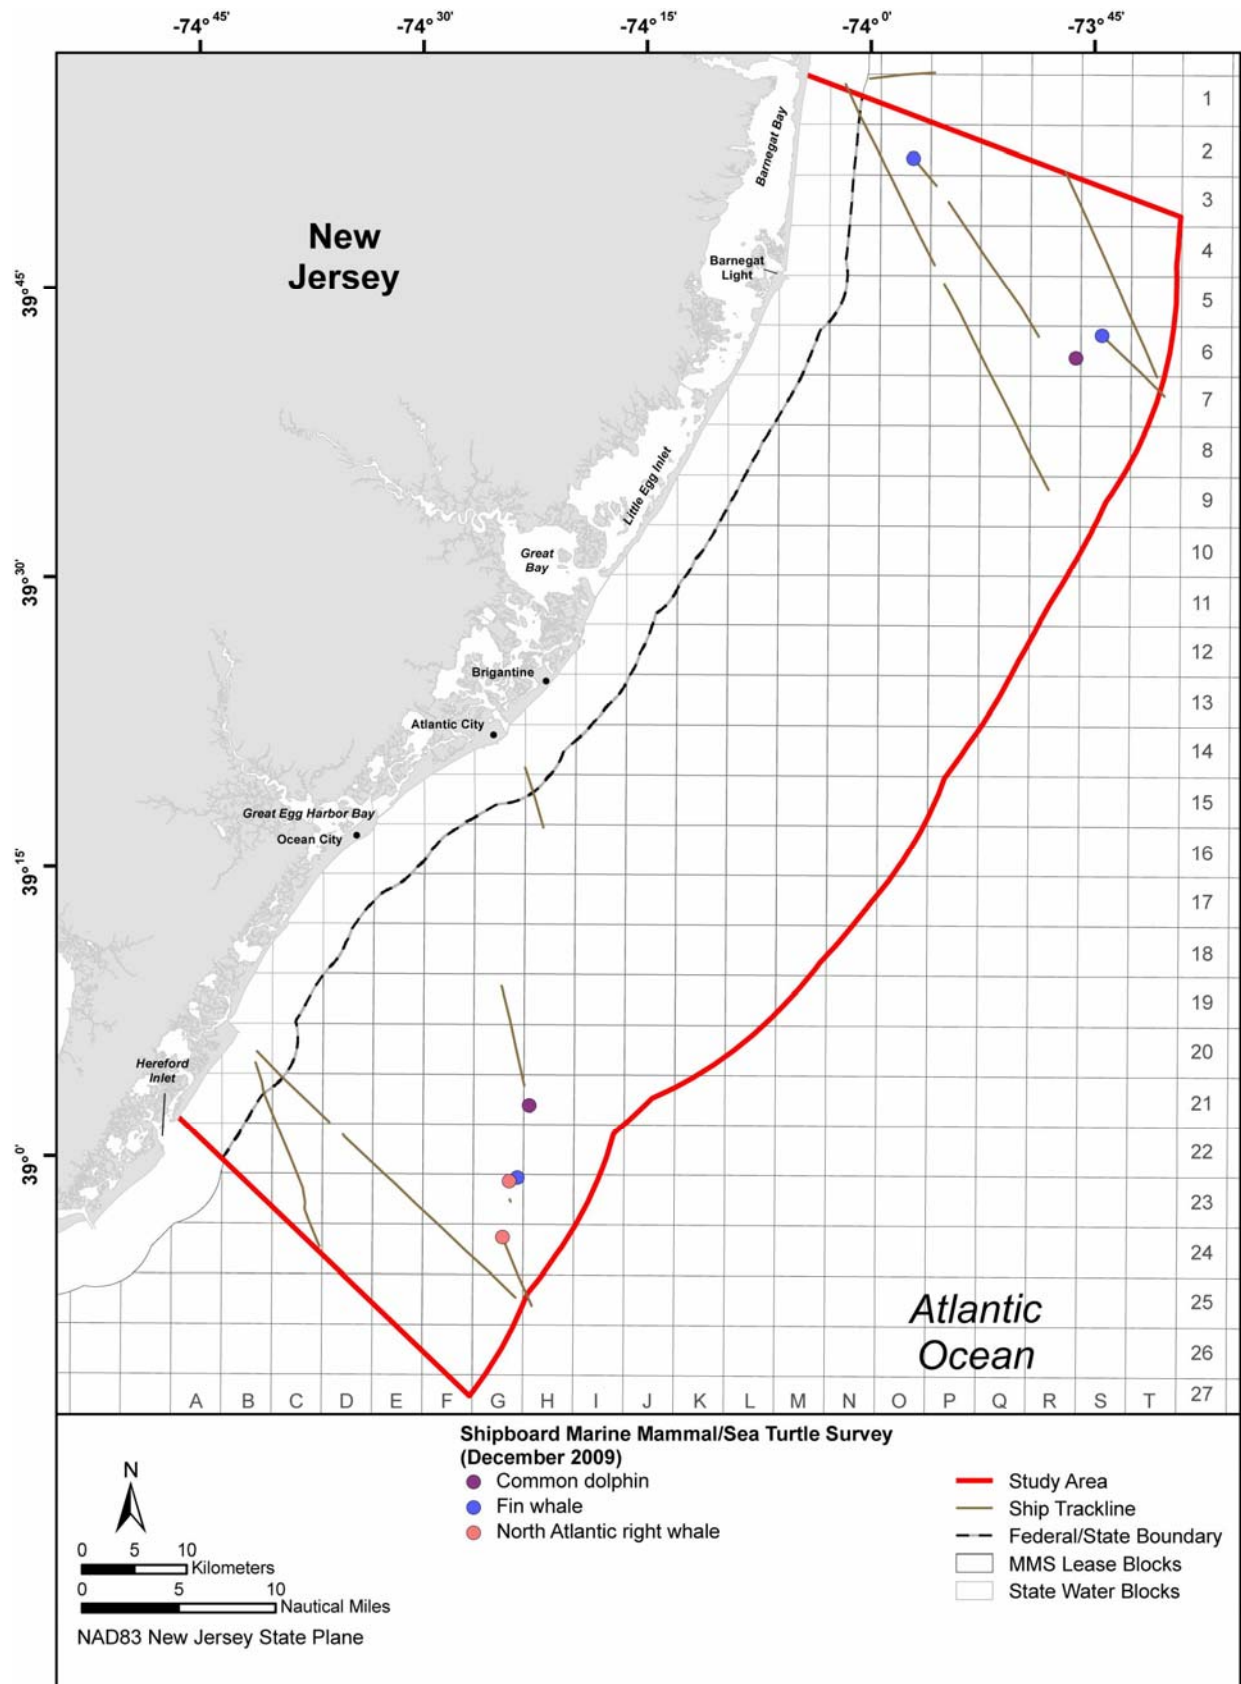 -74° 45'
-74° 30'
-74° 15'
-74° 0'
-73° 45'
1
Barnegat Bay
2
3
New
Jersey
4
Barnegat
Light
39° 45'
5
6
7
8
Little Egg Inlet
9
10
Great
Bay
39° 30'
11
12
Brigantine
13
Atlantic City
14
15
Great Egg Harbor Bay
Ocean City
16
39° 15'
17
18
19
20
Hereford
Inlet
21
22
39° 0'
23
24
25
Atlantic
Ocean
26
A B C D E F G H I J K L M N O P Q R S T 27
Shipboard Marine Mammal/Sea Turtle Survey
(December 2009)
Common dolphin
Fin whale
North Atlantic right whale
Study Area
Ship Trackline
Federal/State Boundary
MMS Lease Blocks
State Water Blocks
N
0 5 10
Kilometers
0 5 10
Nautical Miles
NAD83 New Jersey State Plane